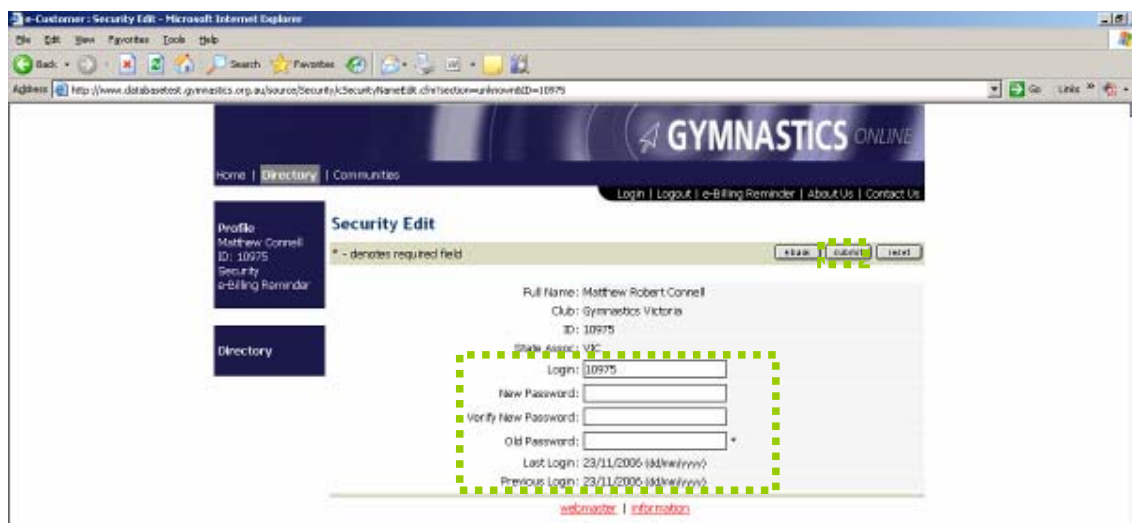 e-Customer : Security Edit - Microsoft Internet Explorer
File Edit View Favorites Tools Help
Back Search Favorites
Address http://www.databasetest.gymnastics.org.au/source/Security/cSecurityNameEdit.cfm?section=unknown&ID=10975 Go Links »
GYMNASTICS ONLINE
Home | Directory | Communities
Login | Logout | e-Billing Reminder | About Us | Contact Us
Profile
Matthew Connell
ID: 10975
Security
e-Billing Reminder
Directory
Security Edit
* - denotes required field
submit reset
Full Name: Matthew Robert Connell
Club: Gymnastics Victoria
ID: 10975
State Assoc: VIC
Login: 10975
New Password:
Verify New Password:
Old Password: *
Last Login: 23/11/2006 (dd/mm/yyyy)
Previous Login: 23/11/2006 (dd/mm/yyyy)
webmaster | information